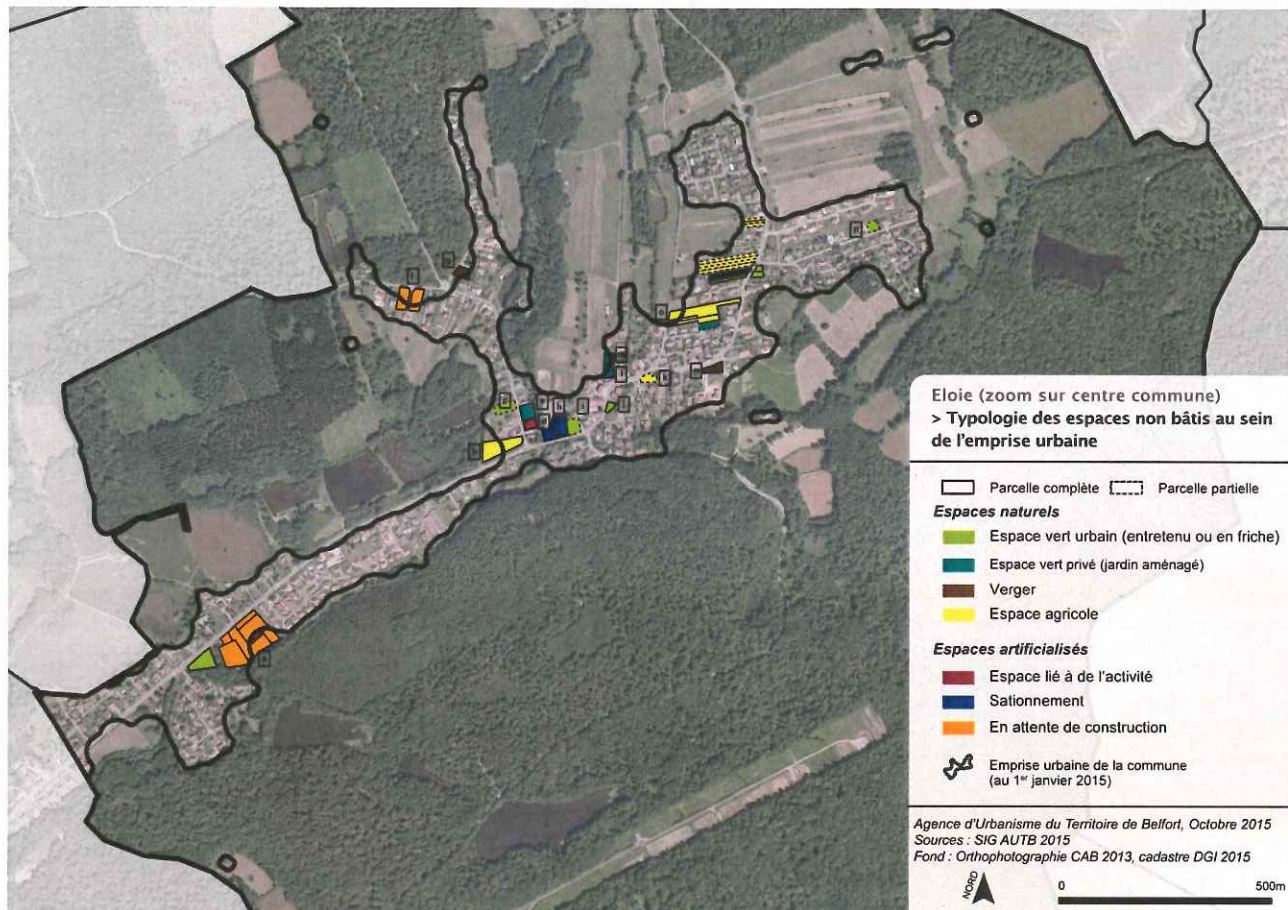 Eloie (zoom sur centre commune)
> Typologie des espaces non bâtis au sein
de l'emprise urbaine
Parcelle complète
Parcelle partielle
Espaces naturels
Espace vert urbain (entretenu ou en friche)
Espace vert privé (jardin aménagé)
Verger
Espace agricole
Espaces artificialisés
Espace lié à de l'activité
Sationnement
En attente de construction
Emprise urbaine de la commune
(au 1er janvier 2015)
Agence d'Urbanisme du Territoire de Belfort, Octobre 2015
Sources : SIG AUTB 2015
Fond : Orthophotographie CAB 2013, cadastre DGI 2015
NORD
0
500m